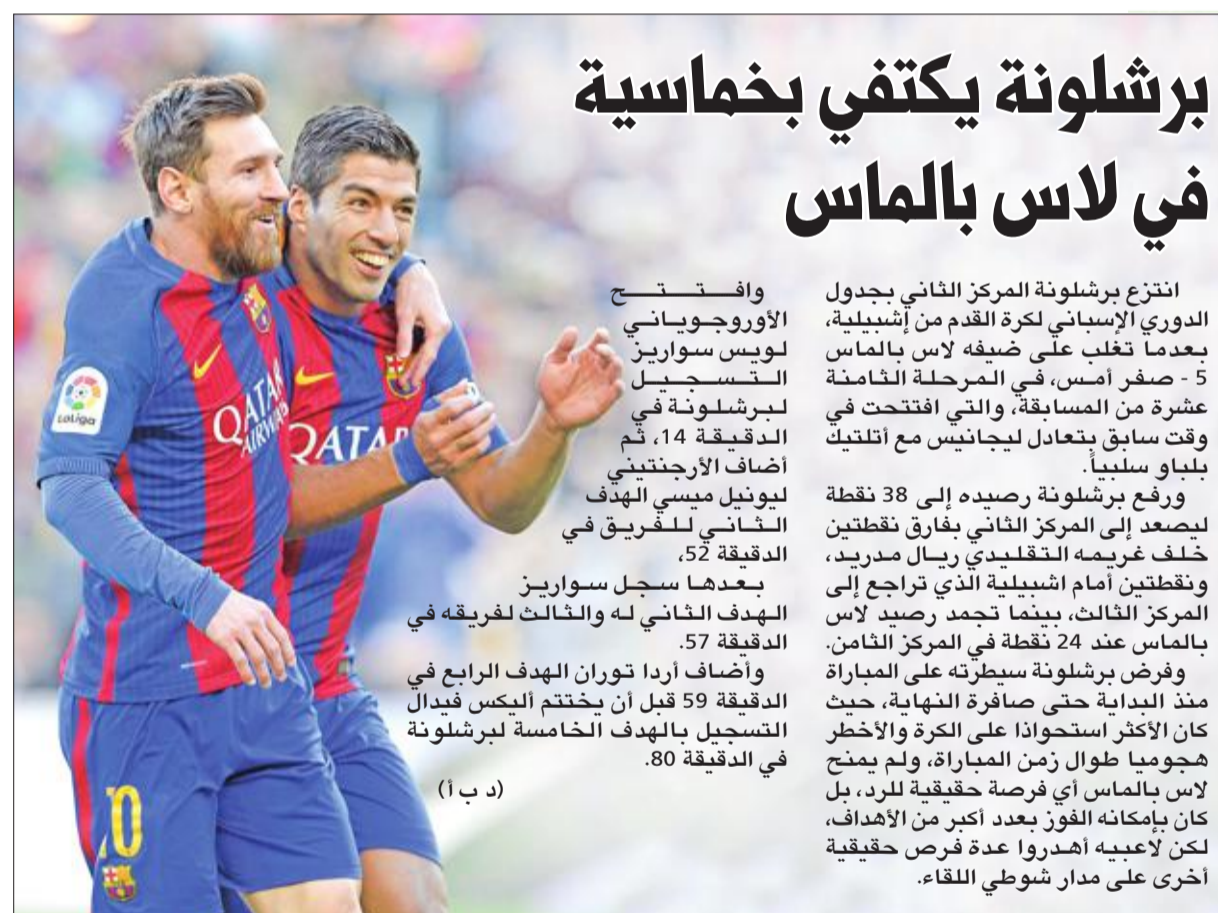 برشلونة يكتفي بخماسية
في لاس بالماس
انتزع برشلونة المركز الثاني بجدول
الدوري الإسباني لكرة القدم من إشبيلية،
بعدما تغلب على ضيفه لاس بالماس
5 - صفر أمس، في المرحلة الثامنة
عشرة من المسابقة، والتي افتتحت في
وقت سابق بتعادل ليجانيس مع أتلتيك
بلباو سلبياً.
ورفع برشلونة رصيده إلى 38 نقطة
ليصعد إلى المركز الثاني بفارق نقطتين
خلف غريمه التقليدي ريال مدريد،
ونقطتين أمام اشبيلية الذي تراجع إلى
المركز الثالث، بينما تجمد رصيد لاس
بالماس عند 24 نقطة في المركز الثامن.
وفرض برشلونة سيطرته على المباراة
منذ البداية حتى صافرة النهاية، حيث
كان الأكثر استحواذا على الكرة والأخطر
هجوميا طوال زمن المباراة، ولم يمنح
لاس بالماس أي فرصة حقيقية للرد، بل
كان بإمكانه الفوز بعدد أكبر من الأهداف،
لكن لاعبيه أهدروا عدة فرص حقيقية
أخرى على مدار شوطي اللقاء.
وافتتح
الأوروجوياني
لويس سواريز
التسجيل
لبرشلونة في
الدقيقة 14، ثم
أضاف الأرجنتيني
ليونيل ميسي الهدف
الثاني للفريق في
الدقيقة 52،
بعدها سجل سواريز
الهدف الثاني له والثالث لفريقه في
الدقيقة 57.
وأضاف أردا توران الهدف الرابع في
الدقيقة 59 قبل أن يختتم أليكس فيدال
التسجيل بالهدف الخامسة لبرشلونة
في الدقيقة 80.
(د ب أ)
LaLiga
QATAR
AIRWA
QATAR
10